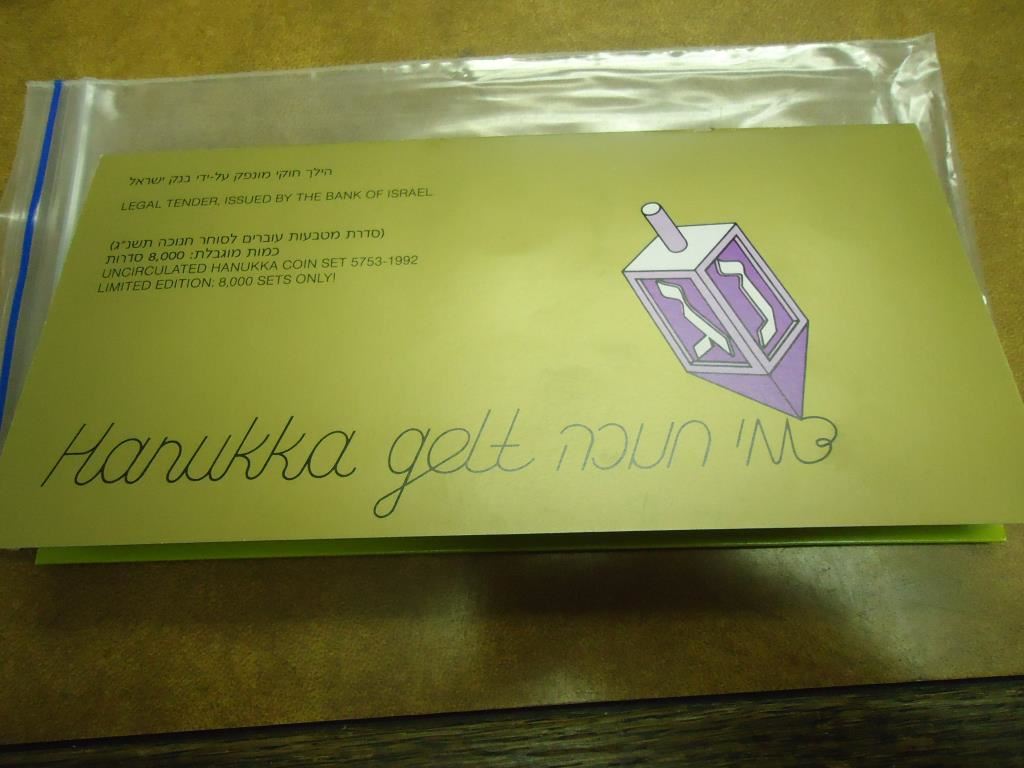 הילך חוקי מונפק על-ידי בנק ישראל
LEGAL TENDER, ISSUED BY THE BANK OF ISRAEL
(סדרת מטבעות עוברים לסוחר חנוכה תשנ"ג)
כמות מוגבלת: 8,000 סדרות
UNCIRCULATED HANUKKA COIN SET 5753-1992
LIMITED EDITION: 8,000 SETS ONLY!
נ ג
Hanukka gelt דמי חנוכה